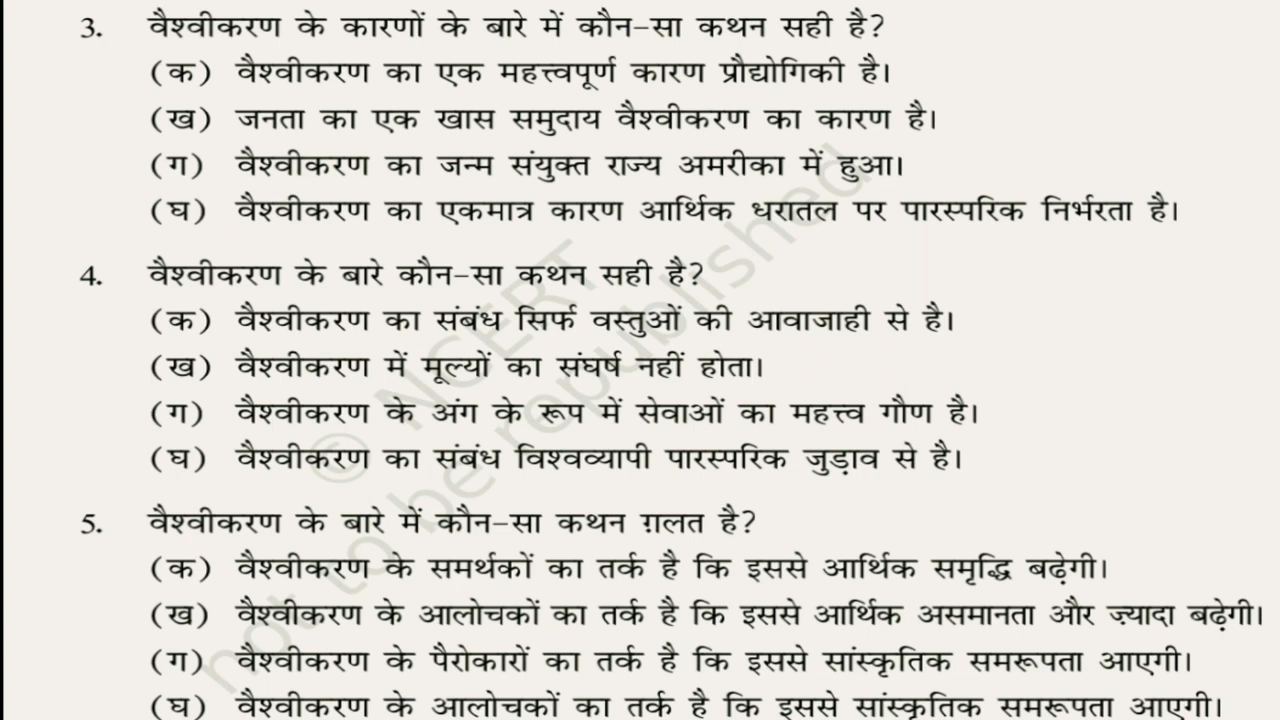 3. वैश्वीकरण के कारणों के बारे में कौन-सा कथन सही है?
(क) वैश्वीकरण का एक महत्त्वपूर्ण कारण प्रौद्योगिकी है।
(ख) जनता का एक खास समुदाय वैश्वीकरण का कारण है।
(ग) वैश्वीकरण का जन्म संयुक्त राज्य अमरीका में हुआ।
(घ) वैश्वीकरण का एकमात्र कारण आर्थिक धरातल पर पारस्परिक निर्भरता है।
4. वैश्वीकरण के बारे कौन-सा कथन सही है?
(क) वैश्वीकरण का संबंध सिर्फ वस्तुओं की आवाजाही से है।
(ख) वैश्वीकरण में मूल्यों का संघर्ष नहीं होता।
(ग) वैश्वीकरण के अंग के रूप में सेवाओं का महत्त्व गौण है।
(घ) वैश्वीकरण का संबंध विश्वव्यापी पारस्परिक जुड़ाव से है।
5. वैश्वीकरण के बारे में कौन-सा कथन ग़लत है?
(क) वैश्वीकरण के समर्थकों का तर्क है कि इससे आर्थिक समृद्धि बढ़ेगी।
(ख) वैश्वीकरण के आलोचकों का तर्क है कि इससे आर्थिक असमानता और ज़्यादा बढ़ेगी।
(ग) वैश्वीकरण के पैरोकारों का तर्क है कि इससे सांस्कृतिक समरूपता आएगी।
(घ) वैश्वीकरण के आलोचकों का तर्क है कि इससे सांस्कृतिक समरूपता आएगी।
© NCERT
not to be republished